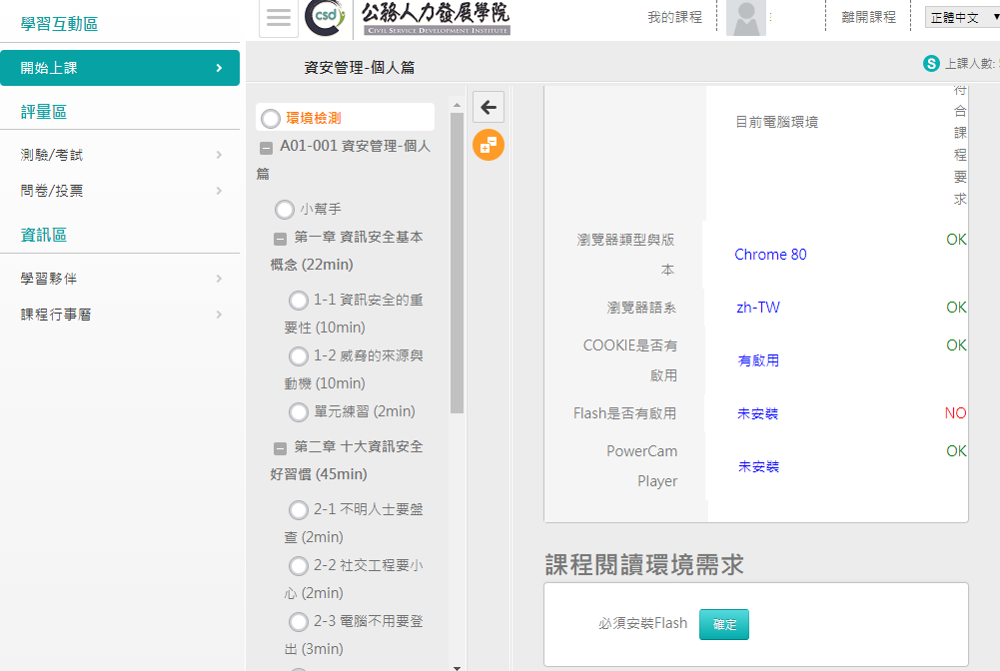 學習互動區
開始上課
評量區
測驗/考試
問卷/投票
資訊區
學習夥伴
課程行事曆
csd
公務人力發展學院
CIVIL SERVICE DEVELOPMENT INSTITUTE
我的課程
離開課程
正體中文
資安管理-個人篇
S 上課人數:
環境檢測
A01-001 資安管理-個人
篇
小幫手
第一章 資訊安全基本
概念 (22min)
1-1 資訊安全的重
要性 (10min)
1-2 威脅的來源與
動機 (10min)
單元練習 (2min)
第二章 十大資訊安全
好習慣 (45min)
2-1 不明人士要盤
查 (2min)
2-2 社交工程要小
心 (2min)
2-3 電腦不用要登
出 (3min)
目前電腦環境
符
合
課
程
要
求
瀏覽器類型與版
本
Chrome 80
OK
瀏覽器語系
zh-TW
OK
COOKIE是否有
啟用
有啟用
OK
Flash是否有啟用
未安裝
NO
PowerCam
Player
未安裝
OK
課程閱讀環境需求
必須安裝Flash
確定